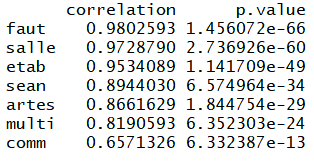 correlation p.value
faut 0.9802593 1.456072e-66
salle 0.9728790 2.736926e-60
etab 0.9534089 1.141709e-49
sean 0.8944030 6.574964e-34
artes 0.8661629 1.844754e-29
multi 0.8190593 6.352303e-24
comm 0.6571326 6.332387e-13